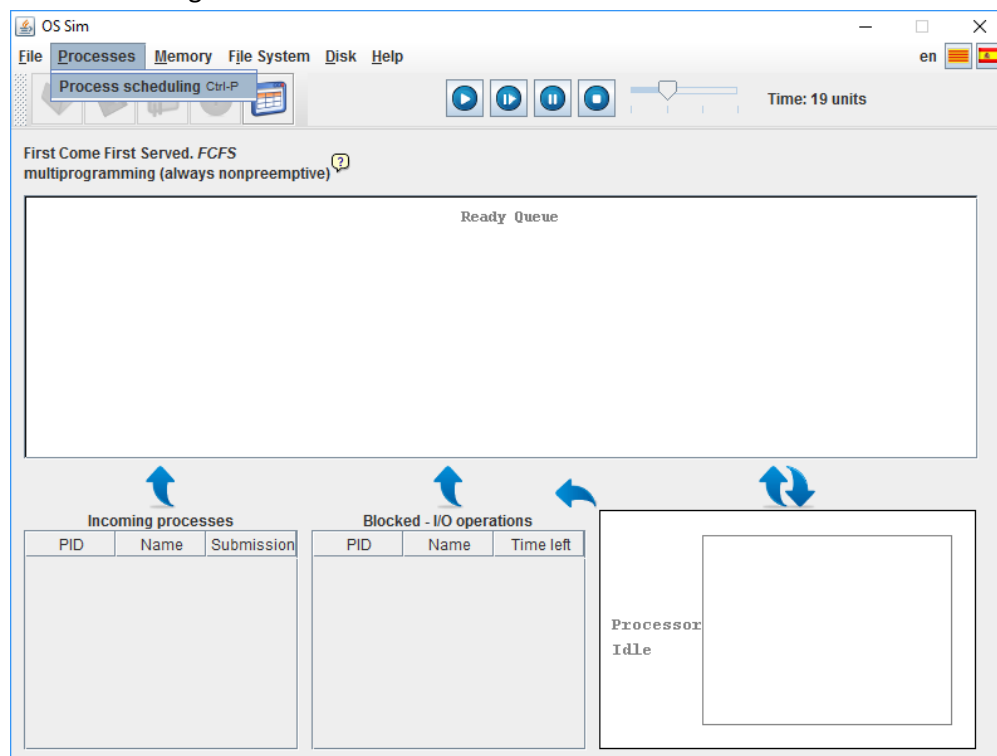 OS Sim
File Processes Memory File System Disk Help en
Process scheduling Ctrl-P
Time: 19 units
First Come First Served. FCFS
multiprogramming (always nonpreemptive) ?
Ready Queue
Incoming processes
PID Name Submission
Blocked - I/O operations
PID Name Time left
Processor
Idle